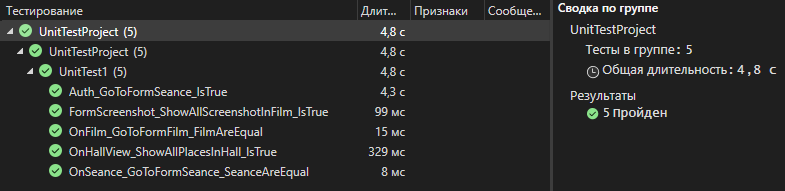 Тестирование Длит... Признаки Сообще...
UnitTestProject (5) 4,8 с
UnitTestProject (5) 4,8 с
UnitTest1 (5) 4,8 с
Auth_GoToFormSeance_IsTrue 4,3 с
FormScreenshot_ShowAllScreenshotInFilm_IsTrue 99 мс
OnFilm_GoToFormFilm_FilmAreEqual 15 мс
OnHallView_ShowAllPlacesInHall_IsTrue 329 мс
OnSeance_GoToFormSeance_SeanceAreEqual 8 мс
Сводка по группе
UnitTestProject
Тесты в группе: 5
Общая длительность: 4,8 с
Результаты
5 Пройден